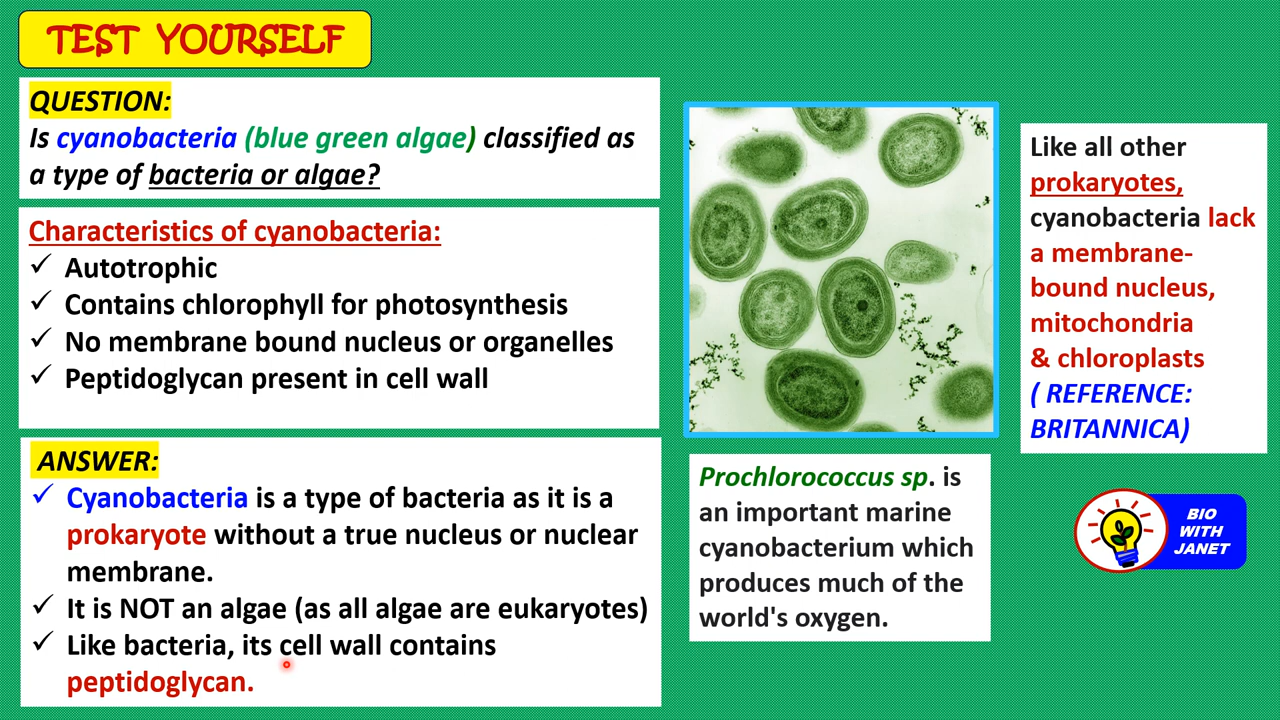 TEST YOURSELF
QUESTION:
Is cyanobacteria (blue green algae) classified as
a type of bacteria or algae?
Characteristics of cyanobacteria:
✓ Autotrophic
✓ Contains chlorophyll for photosynthesis
✓ No membrane bound nucleus or organelles
✓ Peptidoglycan present in cell wall
ANSWER:
✓ Cyanobacteria is a type of bacteria as it is a
prokaryote without a true nucleus or nuclear
membrane.
✓ It is NOT an algae (as all algae are eukaryotes)
✓ Like bacteria, its cell wall contains
peptidoglycan.
Prochlorococcus sp. is
an important marine
cyanobacterium which
produces much of the
world's oxygen.
Like all other
prokaryotes,
cyanobacteria lack
a membrane-
bound nucleus,
mitochondria
& chloroplasts
( REFERENCE:
BRITANNICA)
BIO
WITH
JANET